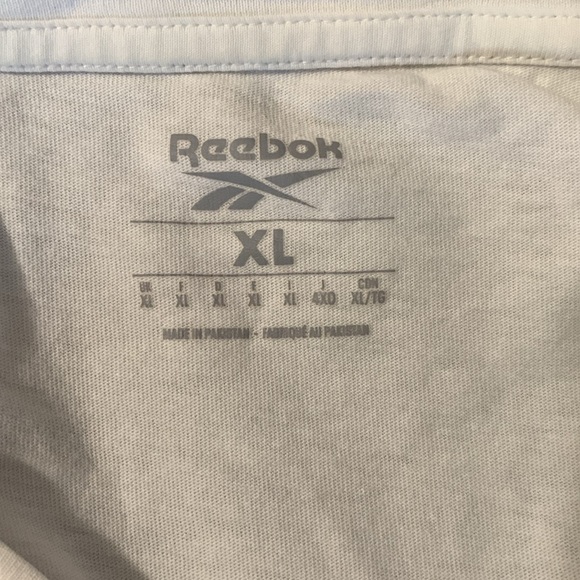 Reebok
XL
UK F D E I J CDN
XL XL XL XL XL 4XO XL/TG
MADE IN PAKISTAN - FABRIQUÉ AU PAKISTAN